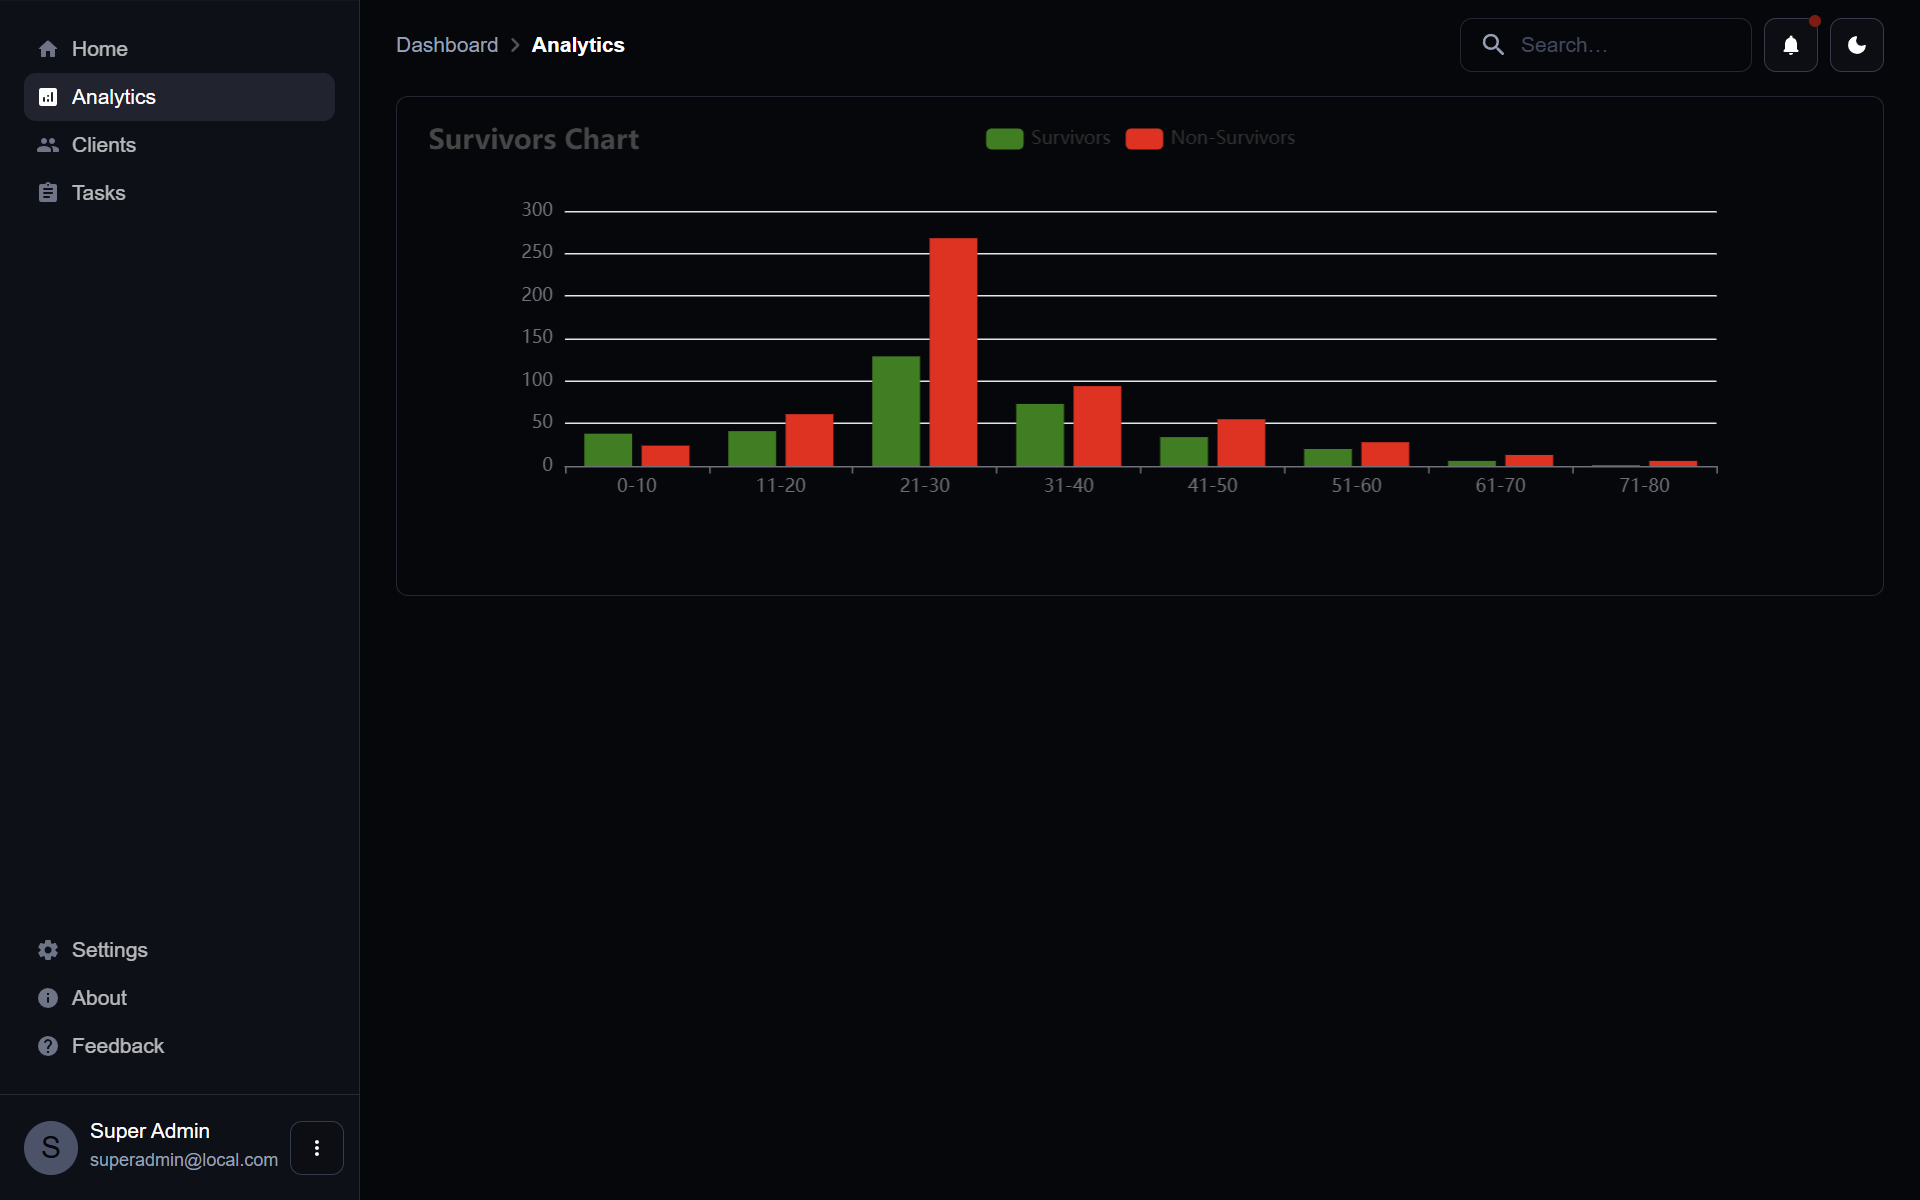 Home
Analytics
Clients
Tasks
Settings
About
Feedback
S
Super Admin
superadmin@local.com
Dashboard > Analytics
Search...
Survivors Chart
Survivors
Non-Survivors
300
250
200
150
100
50
0
0-10
11-20
21-30
31-40
41-50
51-60
61-70
71-80